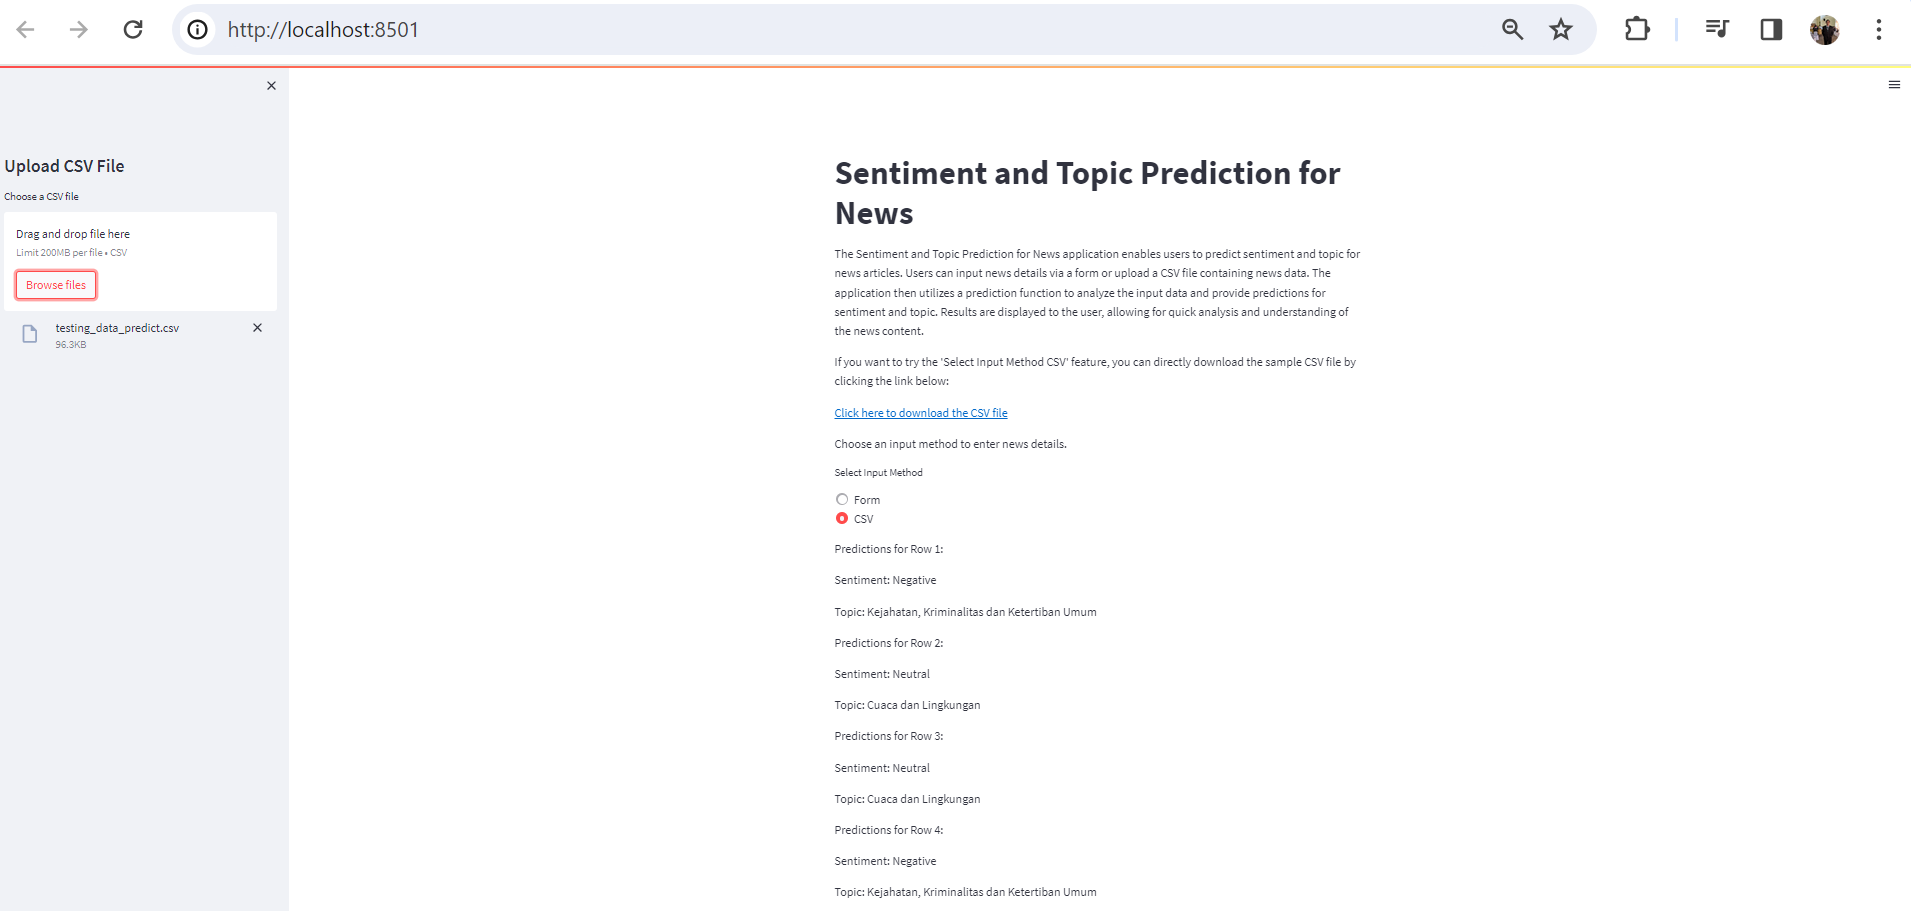 http://localhost:8501
Upload CSV File
Choose a CSV file
Drag and drop file here
Limit 200MB per file • CSV
Browse files
testing_data_predict.csv
96.3KB
Sentiment and Topic Prediction for
News
The Sentiment and Topic Prediction for News application enables users to predict sentiment and topic for
news articles. Users can input news details via a form or upload a CSV file containing news data. The
application then utilizes a prediction function to analyze the input data and provide predictions for
sentiment and topic. Results are displayed to the user, allowing for quick analysis and understanding of
the news content.
If you want to try the 'Select Input Method CSV' feature, you can directly download the sample CSV file by
clicking the link below:
Click here to download the CSV file
Choose an input method to enter news details.
Select Input Method
Form
CSV
Predictions for Row 1:
Sentiment: Negative
Topic: Kejahatan, Kriminalitas dan Ketertiban Umum
Predictions for Row 2:
Sentiment: Neutral
Topic: Cuaca dan Lingkungan
Predictions for Row 3:
Sentiment: Neutral
Topic: Cuaca dan Lingkungan
Predictions for Row 4:
Sentiment: Negative
Topic: Kejahatan, Kriminalitas dan Ketertiban Umum